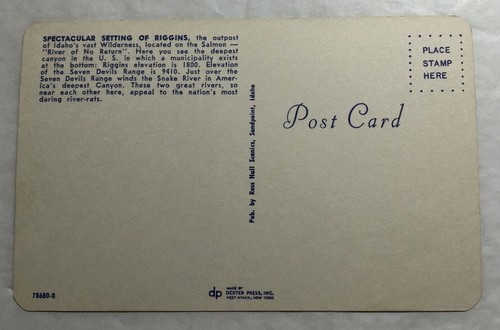 SPECTACULAR SETTING OF RIGGINS, the outpost
of Idaho's vast Wilderness, located on the Salmon —
"River of No Return". Here you see the deepest
canyon in the U. S. in which a municipality exists
at the bottom: Riggins elevation is 1800. Elevation
of the Seven Devils Range is 9410. Just over the
Seven Devils Range winds the Snake River in Amer-
ica's deepest Canyon. These two great rivers, so
near each other here, appeal to the nation's most
daring river-rats.
PLACE
STAMP
HERE
Post Card
Pub. by Ross Hall Scenics, Sandpoint, Idaho
78680-B
dp
MADE BY
DEXTER PRESS, INC.
WEST NYACK, NEW YORK